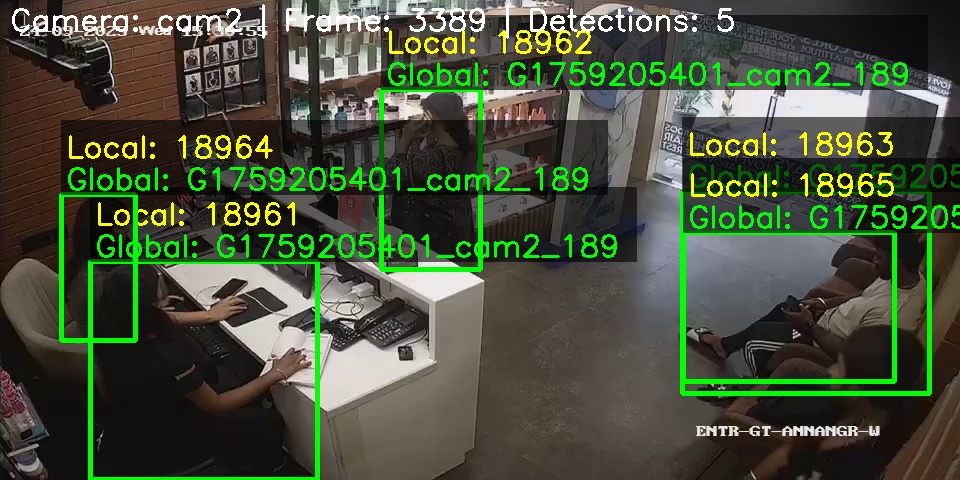 Camera: cam2 | Frame: 3389 | Detections: 5
Local: 18962
Global: G1759205401_cam2_189
Local: 18964
Global: G1759205401_cam2_189
Local: 18963
Local: 18965
Global: G1759205
Local: 18961
Global: G1759205401_cam2_189
ENTR-GT-ANNANGR-W